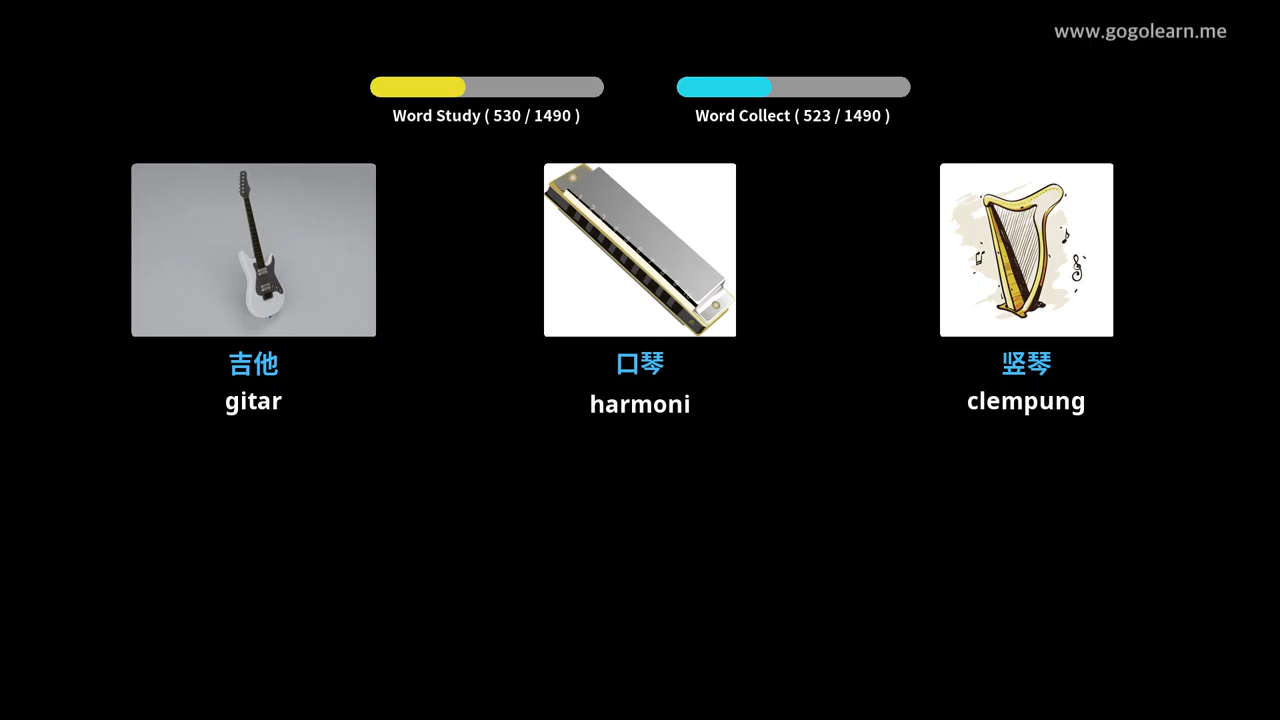 www.gogolearn.me
Word Study ( 530 / 1490 )
Word Collect ( 523 / 1490 )
吉他
口琴
竖琴
gitar
harmoni
clempung